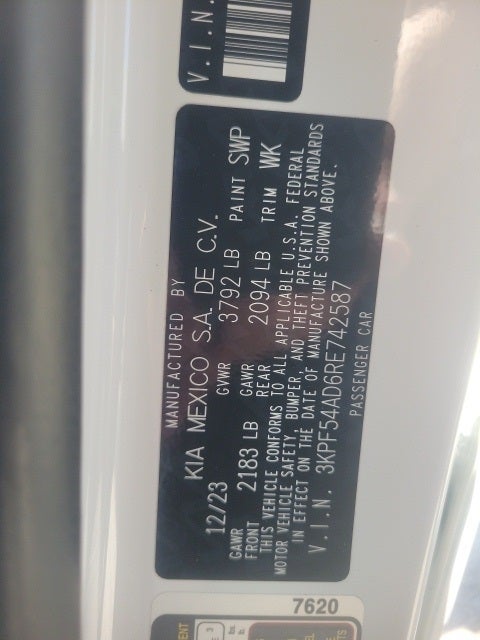 V.I.N.
MANUFACTURED BY
KIA MEXICO S.A. DE C.V.
12/23 GVWR 3792 LB PAINT SWP
GAWR FRONT 2183 LB GAWR REAR 2094 LB TRIM WK
THIS VEHICLE CONFORMS TO ALL APPLICABLE U.S.A. FEDERAL
MOTOR VEHICLE SAFETY, BUMPER, AND THEFT PREVENTION STANDARDS
IN EFFECT ON THE DATE OF MANUFACTURE SHOWN ABOVE.
V.I.N. 3KPF54AD6RE742587
PASSENGER CAR
7620